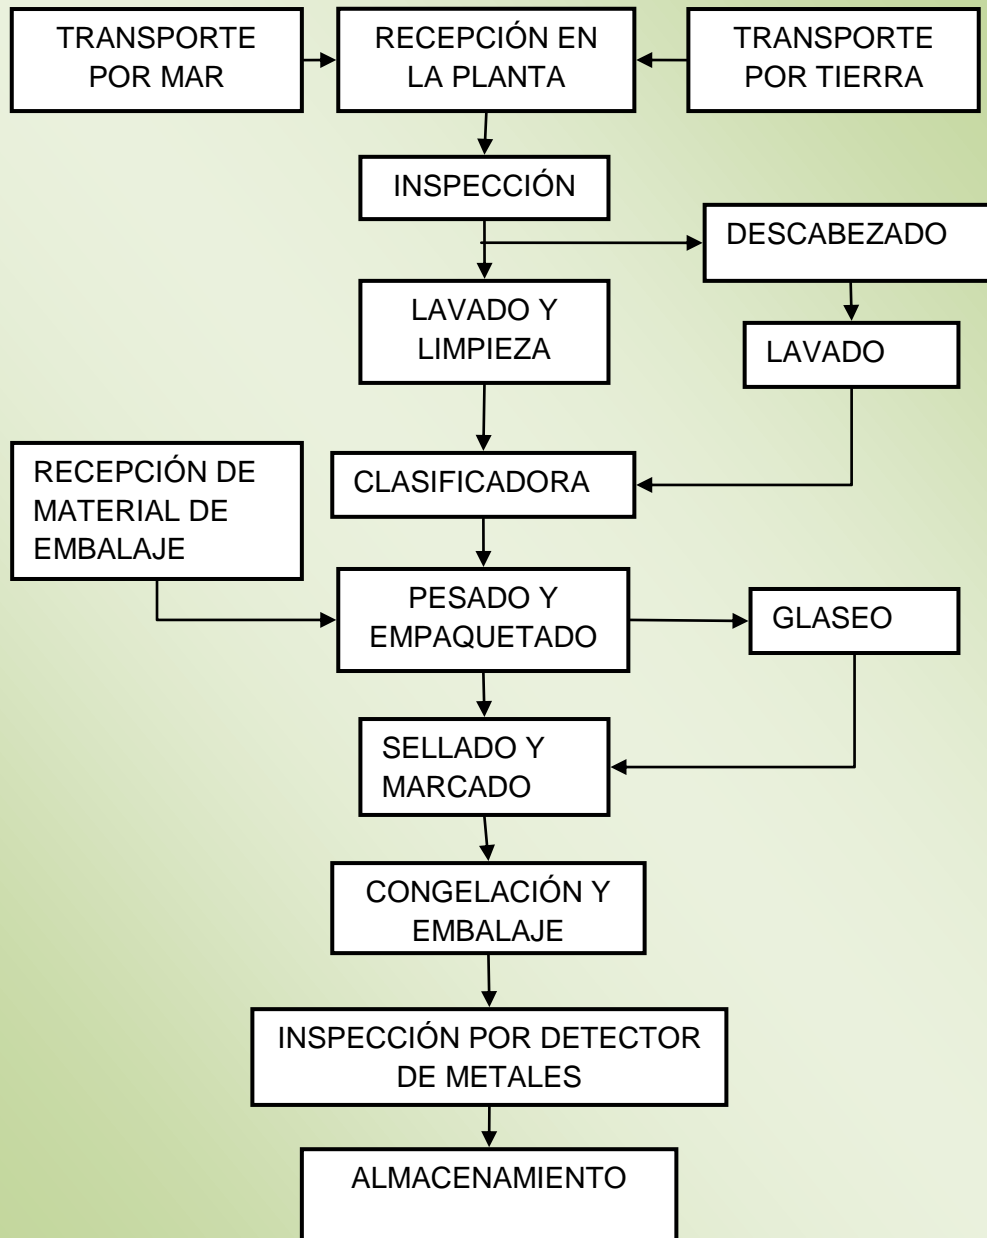 TRANSPORTE
POR MAR
RECEPCIÓN EN
LA PLANTA
TRANSPORTE
POR TIERRA
INSPECCIÓN
DESCABEZADO
LAVADO Y
LIMPIEZA
LAVADO
RECEPCIÓN DE
MATERIAL DE
EMBALAJE
CLASIFICADORA
PESADO Y
EMPAQUETADO
GLASEO
SELLADO Y
MARCADO
CONGELACIÓN Y
EMBALAJE
INSPECCIÓN POR DETECTOR
DE METALES
ALMACENAMIENTO